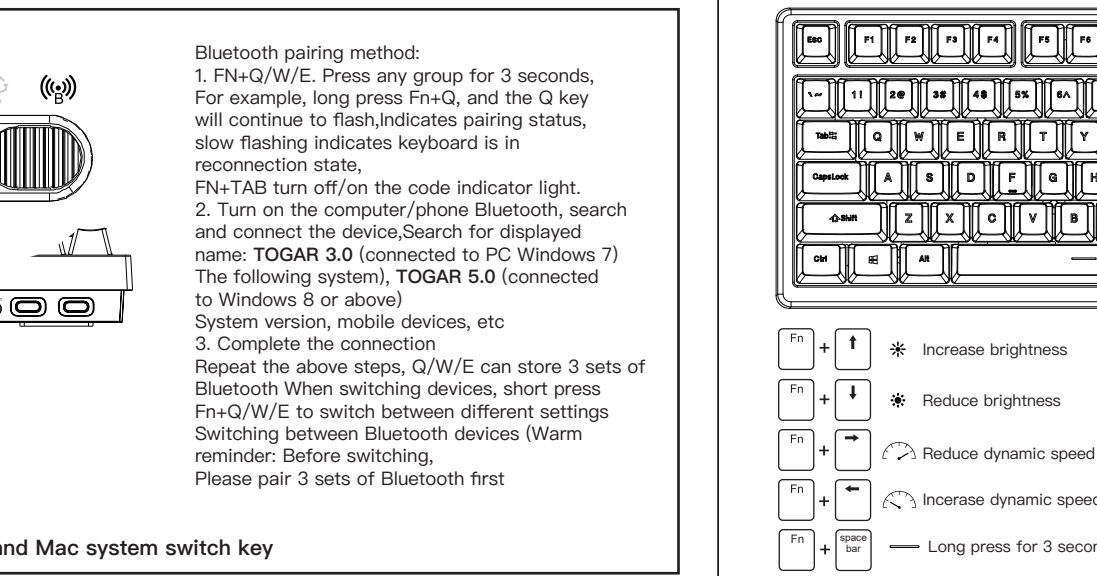 B
Bluetooth pairing method:
1. FN+Q/W/E. Press any group for 3 seconds,
For example, long press Fn+Q, and the Q key
will continue to flash,Indicates pairing status,
slow flashing indicates keyboard is in
reconnection state,
FN+TAB turn off/on the code indicator light.
2. Turn on the computer/phone Bluetooth, search
and connect the device,Search for displayed
name: TOGAR 3.0 (connected to PC Windows 7)
The following system), TOGAR 5.0 (connected
to Windows 8 or above)
System version, mobile devices, etc
3. Complete the connection
Repeat the above steps, Q/W/E can store 3 sets of
Bluetooth When switching devices, short press
Fn+Q/W/E to switch between different settings
Switching between Bluetooth devices (Warm
reminder: Before switching,
Please pair 3 sets of Bluetooth first
and Mac system switch key
Esc F1 F2 F3 F4 F5 F6
\~ 1! 2@ 3# 4$ 5% 6^
Tab Q W E R T Y
CapsLock A S D F G H
Shift Z X C V B
Ctrl Alt
Fn + ↑ Increase brightness
Fn + ↓ Reduce brightness
Fn + → Reduce dynamic speed
Fn + ← Incerase dynamic speed
Fn + space bar Long press for 3 secon